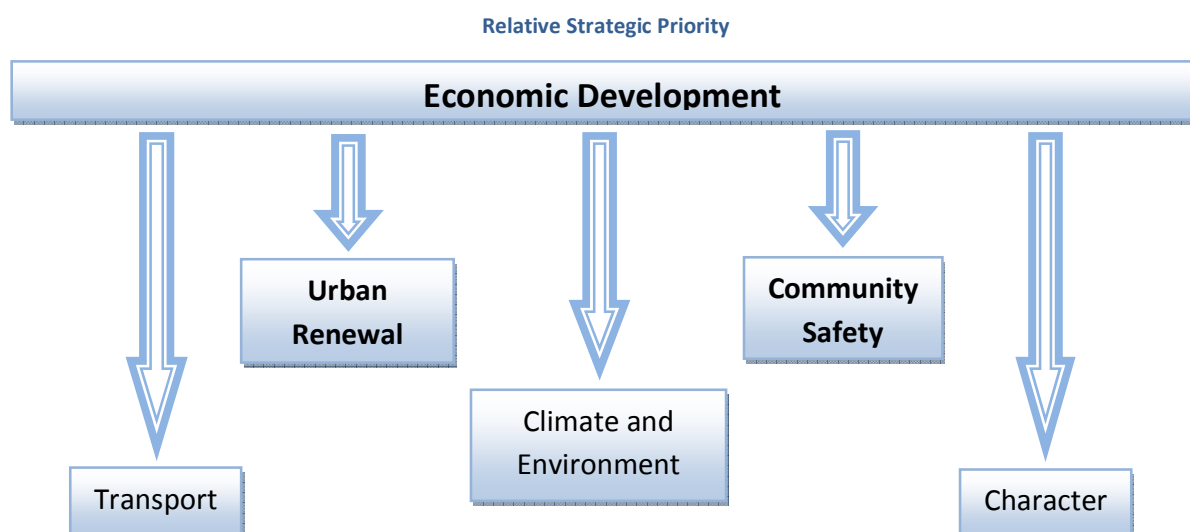 Relative Strategic Priority
Economic Development
Urban
Renewal
Community
Safety
Climate and
Environment
Transport
Character